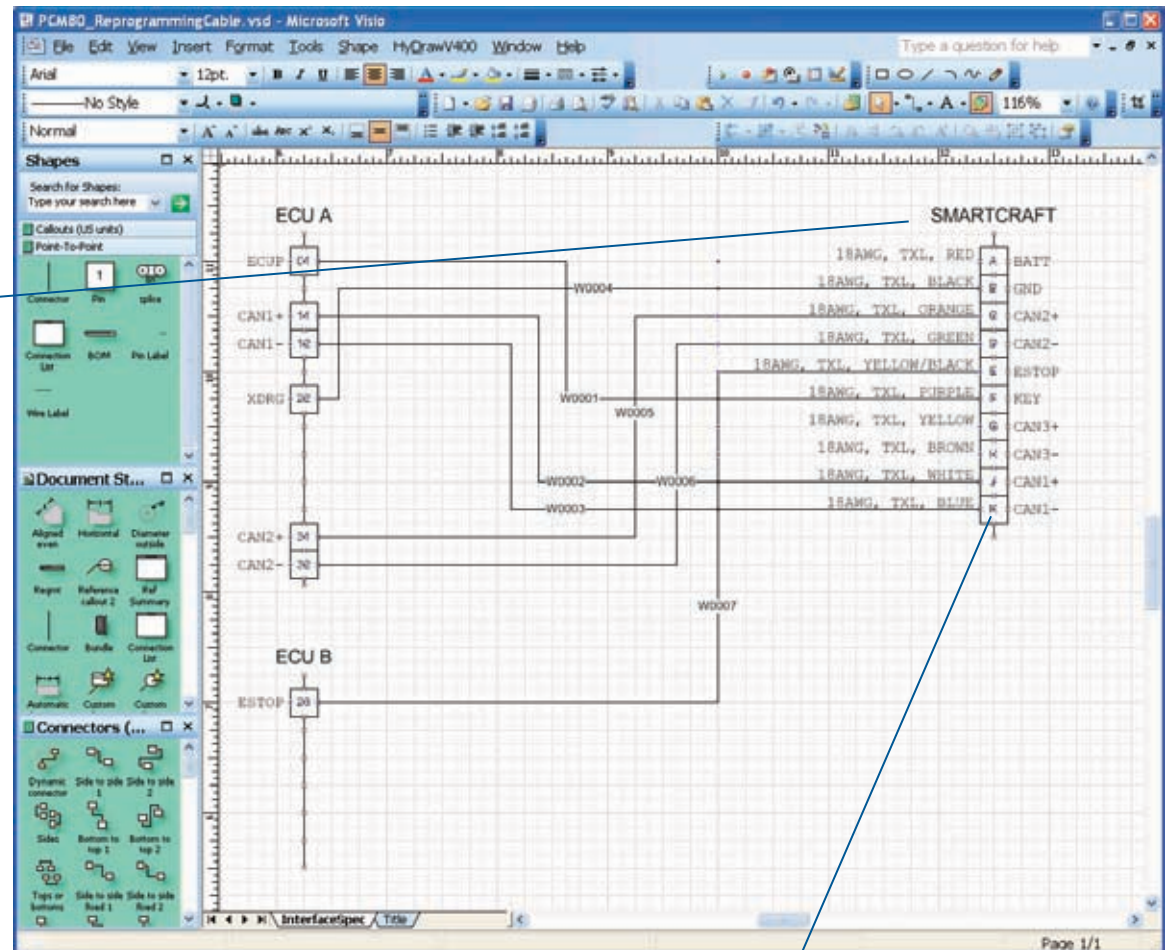 PCM80_ReprogrammingCable.vsd - Microsoft Visio
File Edit View Insert Format Tools Shape HyDrawV400 Window Help
Type a question for help
Arial 12pt. B I U
No Style 116%
Normal
Shapes
Search for Shapes:
Type your search here
Callouts (US units)
Point-To-Point
Connector Pin splice
1
Connection List BOM Pin Label
Wire Label
Document St...
Aligned even Horizontal Diameter outside
Reference callout 2 Ref Summary
Connector Bundle Connection List
Automatic Custom Custom
Connectors (...
Dynamic connector Side to side 1 Side to side 2
Sides Bottom to top 1 Bottom to top 2
Tops or bottoms Side to side fixed 1 Side to side fixed 2
ECU A
ECUP
CAN1+
CAN1-
XDRG
CAN2+
CAN2-
ECU B
ESTOP
W0004
W0001
W0005
W0002
W0006
W0003
W0007
SMARTCRAFT
18AWG, TXL, RED A BATT
18AWG, TXL, BLACK GND
18AWG, TXL, ORANGE CAN2+
18AWG, TXL, GREEN CAN2-
18AWG, TXL, YELLOW/BLACK E ESTOP
18AWG, TXL, PURPLE F KEY
18AWG, TXL, YELLOW G CAN3+
18AWG, TXL, BROWN H CAN3-
18AWG, TXL, WHITE J CAN1+
18AWG, TXL, BLUE K CAN1-
InterfaceSpec Title
Page 1/1